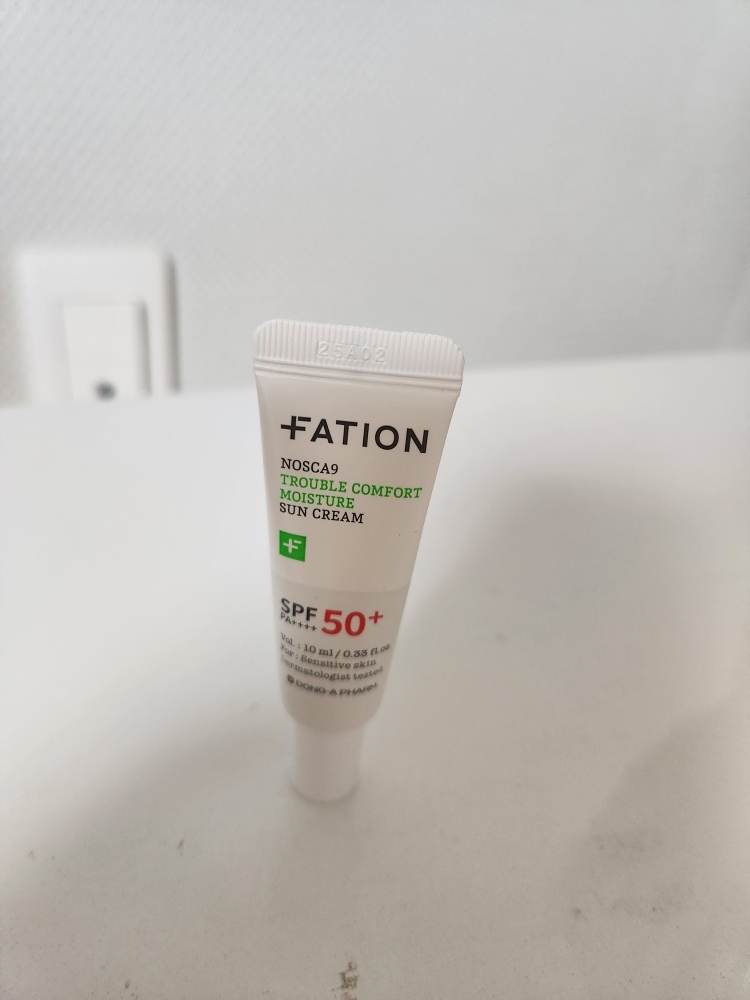 25A02
FATION
NOSCA9
TROUBLE COMFORT
MOISTURE
SUN CREAM
SPF 50+
PA++++
Vol. : 10 ml / 0.33 fl.oz
For : Sensitive skin
Dermatologist tested
DONG-A PHARM